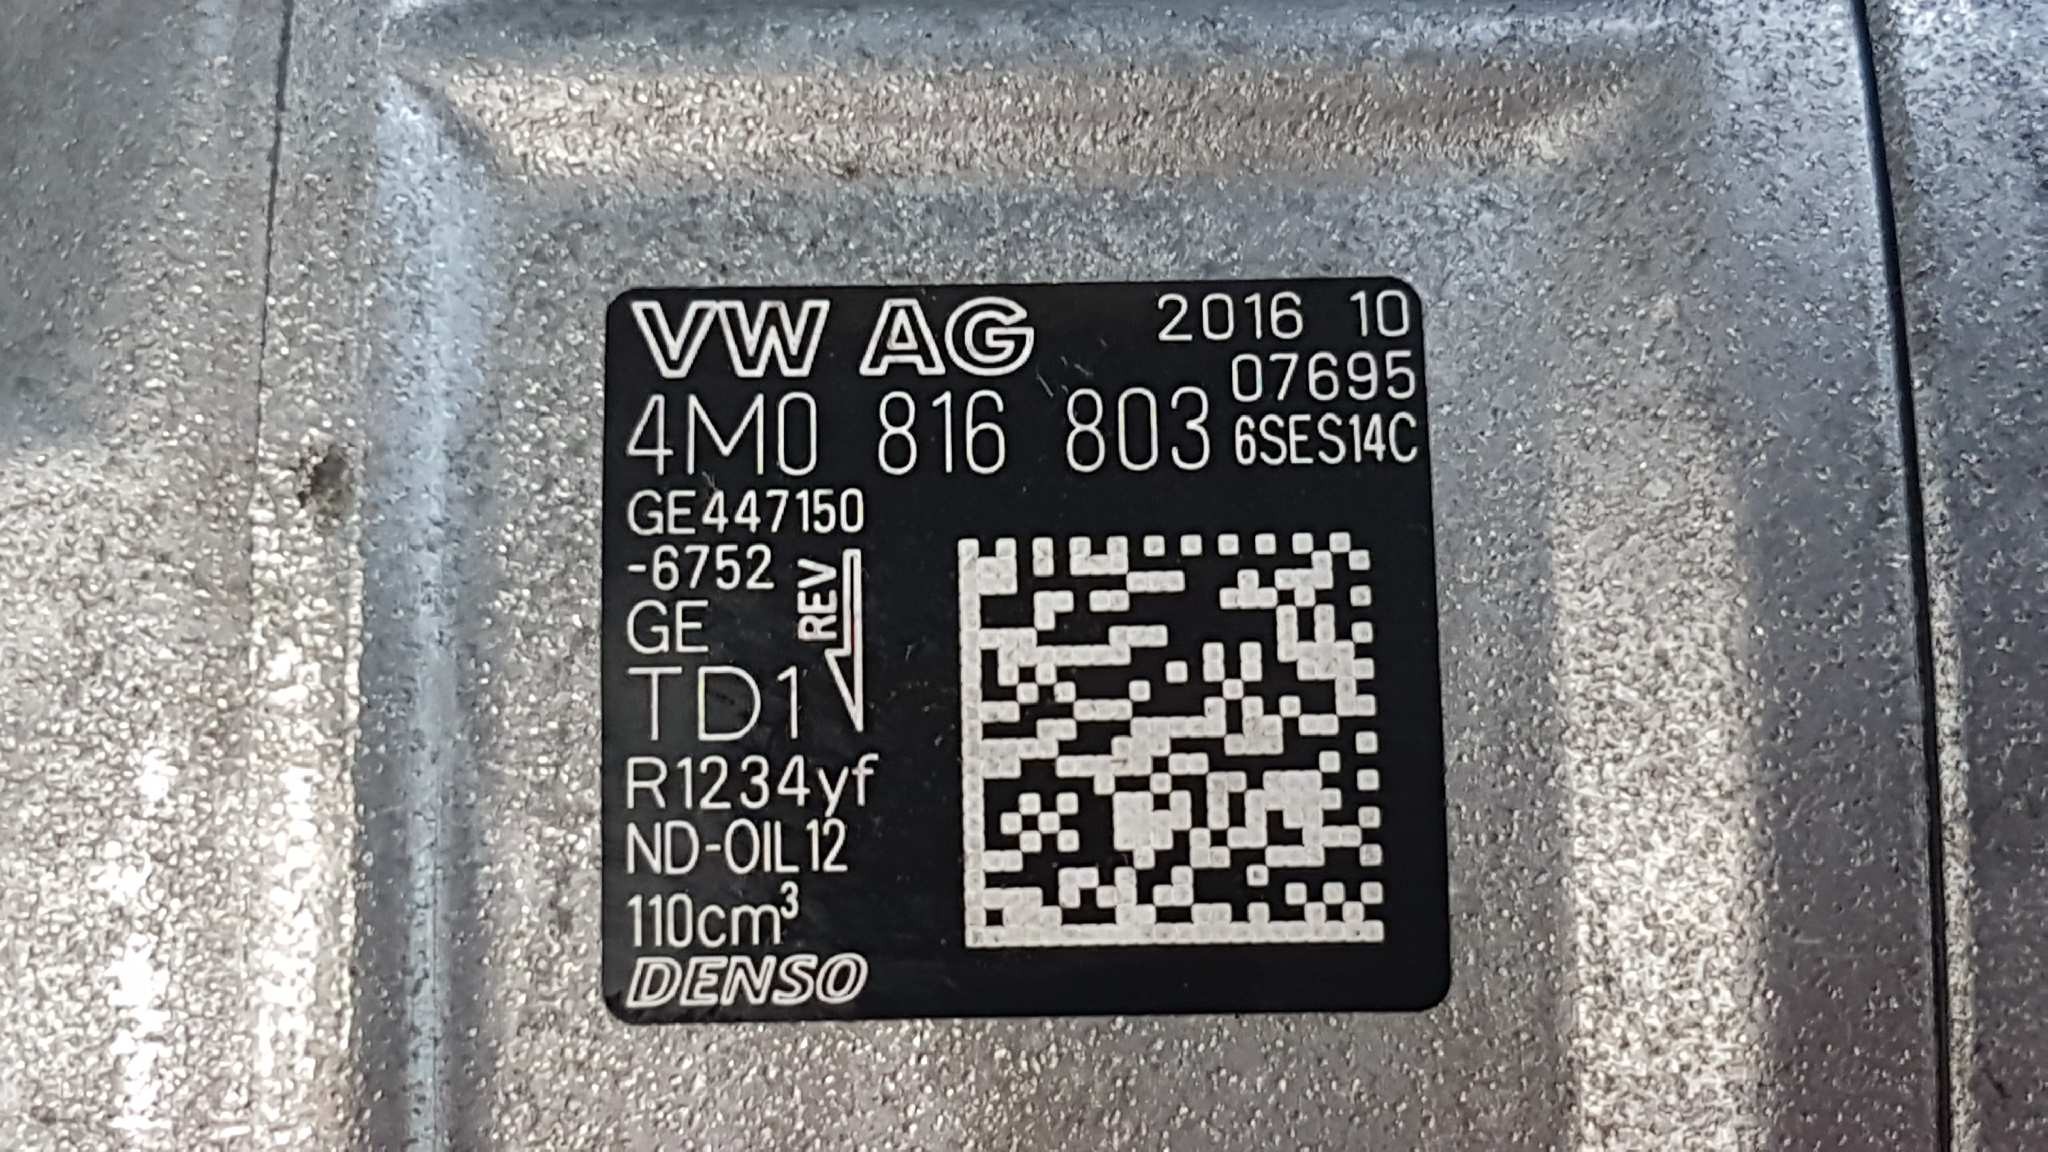 VW AG 2016 10
07695
4M0 816 803 6SES14C
GE447150
-6752
REV
GE
TD1
R1234yf
ND-OIL12
110cm³
DENSO